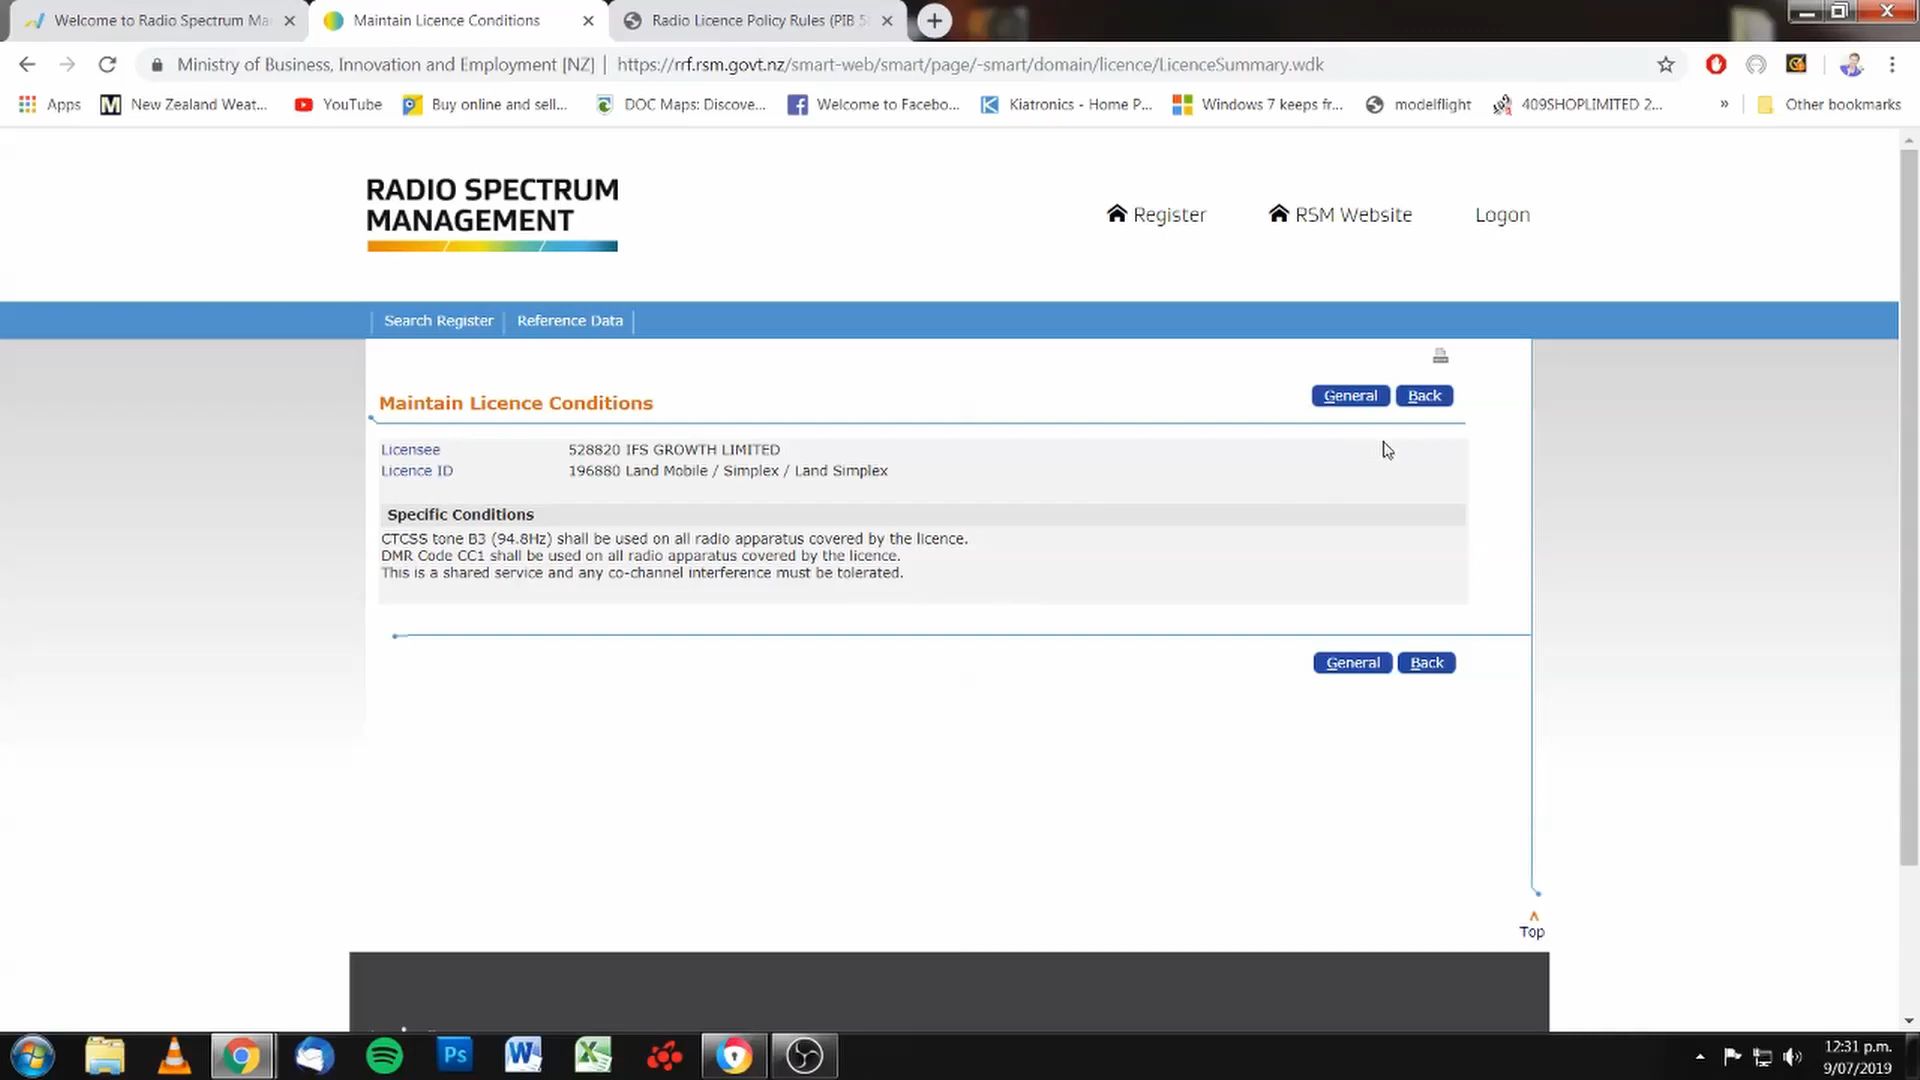 Welcome to Radio Spectrum Ma
Maintain Licence Conditions
Radio Licence Policy Rules (PIB 5
Ministry of Business, Innovation and Employment [NZ] | https://rrf.rsm.govt.nz/smart-web/smart/page/-smart/domain/licence/LicenceSummary.wdk
Apps New Zealand Weat... YouTube Buy online and sell... DOC Maps: Discove... Welcome to Facebo... Kiatronics - Home P... Windows 7 keeps fr... modelflight 409SHOPLIMITED 2... » Other bookmarks
RADIO SPECTRUM
MANAGEMENT
Register RSM Website Logon
Search Register Reference Data
Maintain Licence Conditions General Back
Licensee 528820 IFS GROWTH LIMITED
Licence ID 196880 Land Mobile / Simplex / Land Simplex
Specific Conditions
CTCSS tone B3 (94.8Hz) shall be used on all radio apparatus covered by the licence.
DMR Code CC1 shall be used on all radio apparatus covered by the licence.
This is a shared service and any co-channel interference must be tolerated.
General Back
Top
Ps
W
X
12:31 p.m.
9/07/2019